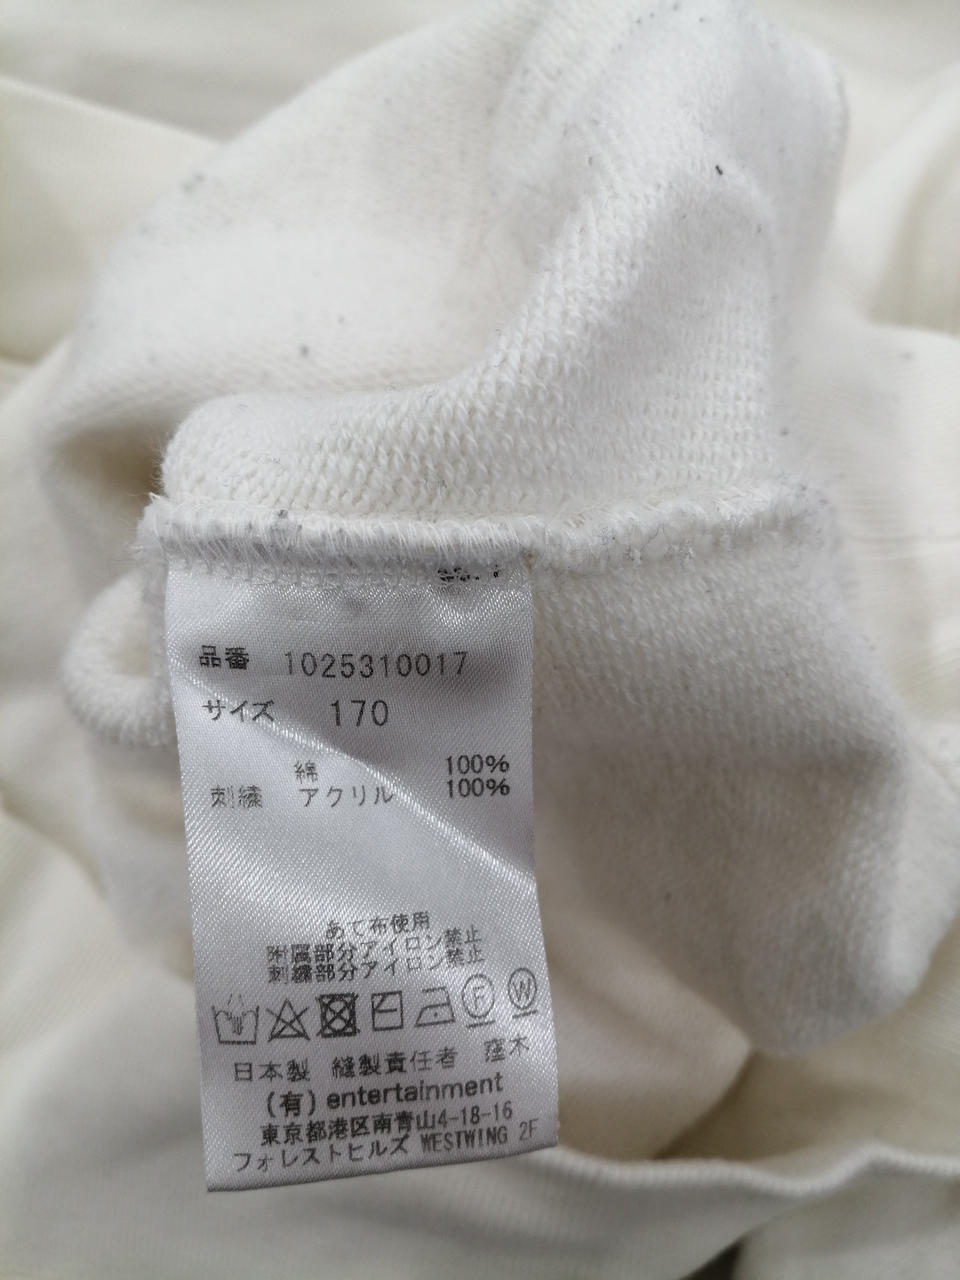 品番 1025310017
サイズ 170
綿 100%
刺繍 アクリル 100%
あて布使用
附属部分アイロン禁止
刺繍部分アイロン禁止
F W
日本製 縫製責任者 窪木
(有) entertainment
東京都港区南青山4-18-16
フォレストヒルズ WESTWING 2F